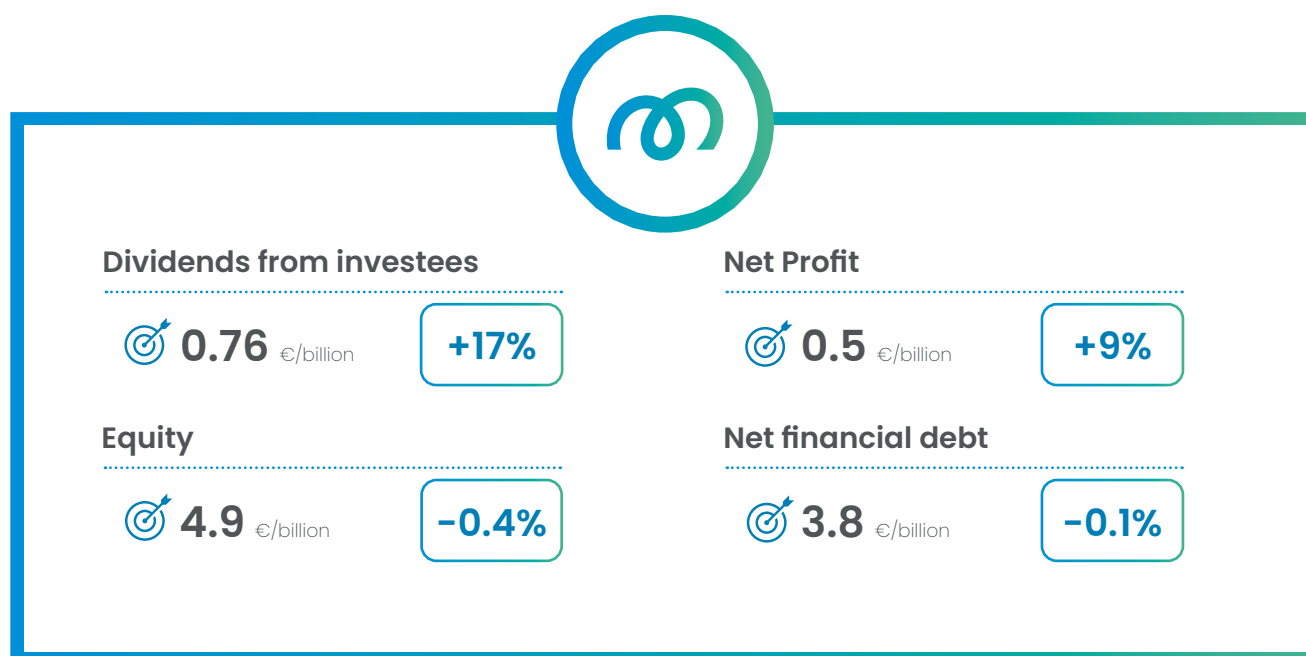 Dividends from investees
0.76 €/billion +17%
Net Profit
0.5 €/billion +9%
Equity
4.9 €/billion -0.4%
Net financial debt
3.8 €/billion -0.1%